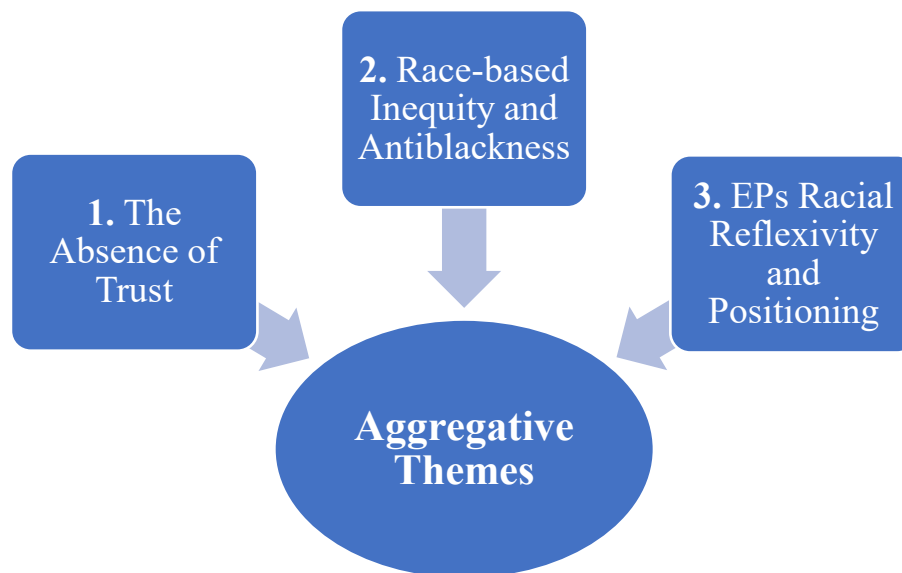 1. The
Absence of
Trust
2. Race-based
Inequity and
Antiblackness
3. EPs Racial
Reflexivity
and
Positioning
Aggregative
Themes